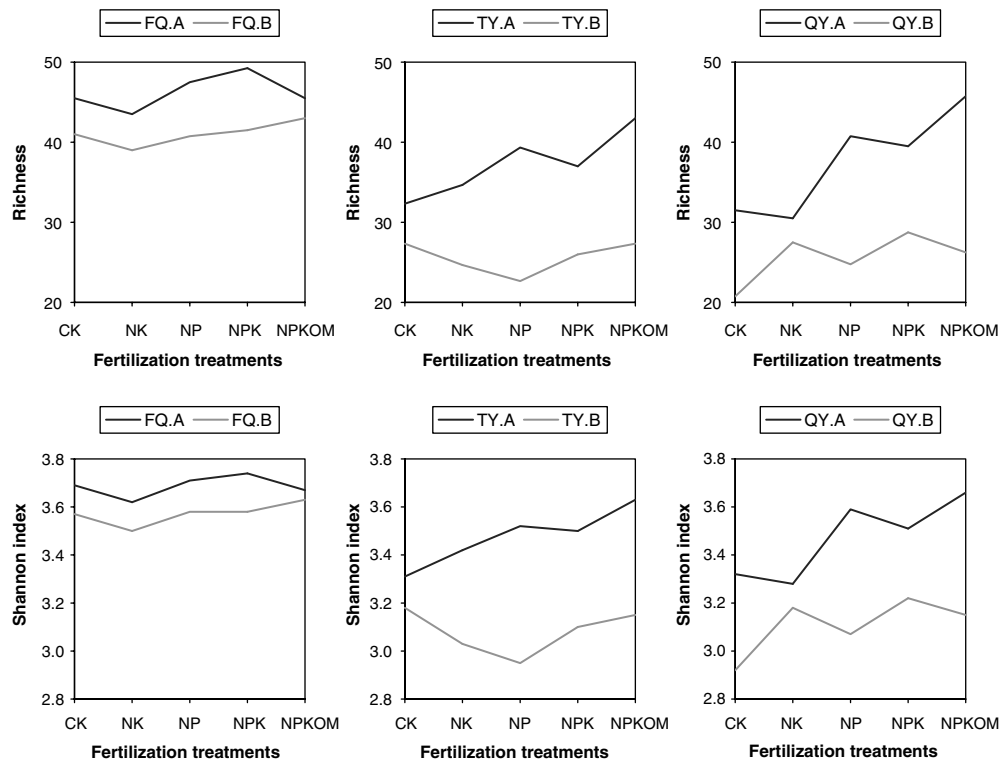 FQ.A FQ.B
TY.A TY.B
QY.A QY.B
50
40
30
20
Richness
CK NK NP NPK NPKOM
Fertilization treatments
50
40
30
20
Richness
CK NK NP NPK NPKOM
Fertilization treatments
50
40
30
20
Richness
CK NK NP NPK NPKOM
Fertilization treatments
FQ.A FQ.B
TY.A TY.B
QY.A QY.B
3.8
3.6
3.4
3.2
3.0
2.8
Shannon index
CK NK NP NPK NPKOM
Fertilization treatments
3.8
3.6
3.4
3.2
3.0
2.8
Shannon index
CK NK NP NPK NPKOM
Fertilization treatments
3.8
3.6
3.4
3.2
3.0
2.8
Shannon index
CK NK NP NPK NPKOM
Fertilization treatments